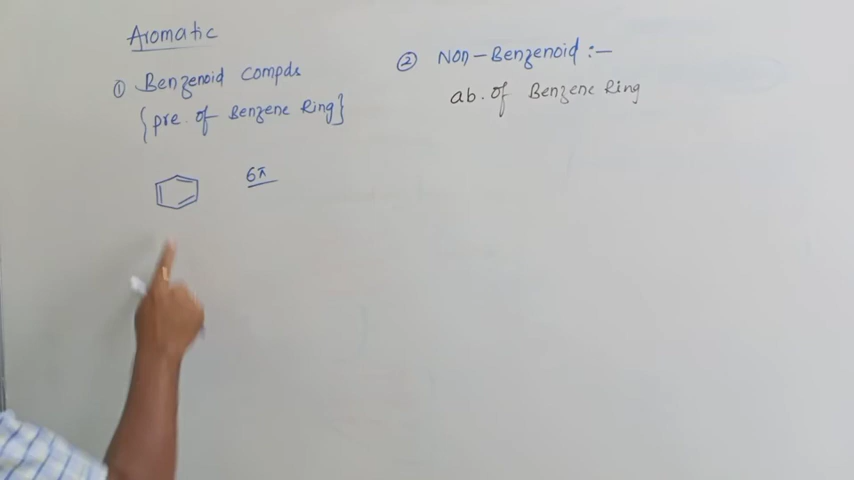 Aromatic
① Benzenoid Compds
{pre. of Benzene Ring}
6π
② Non-Benzenoid :-
ab. of Benzene Ring